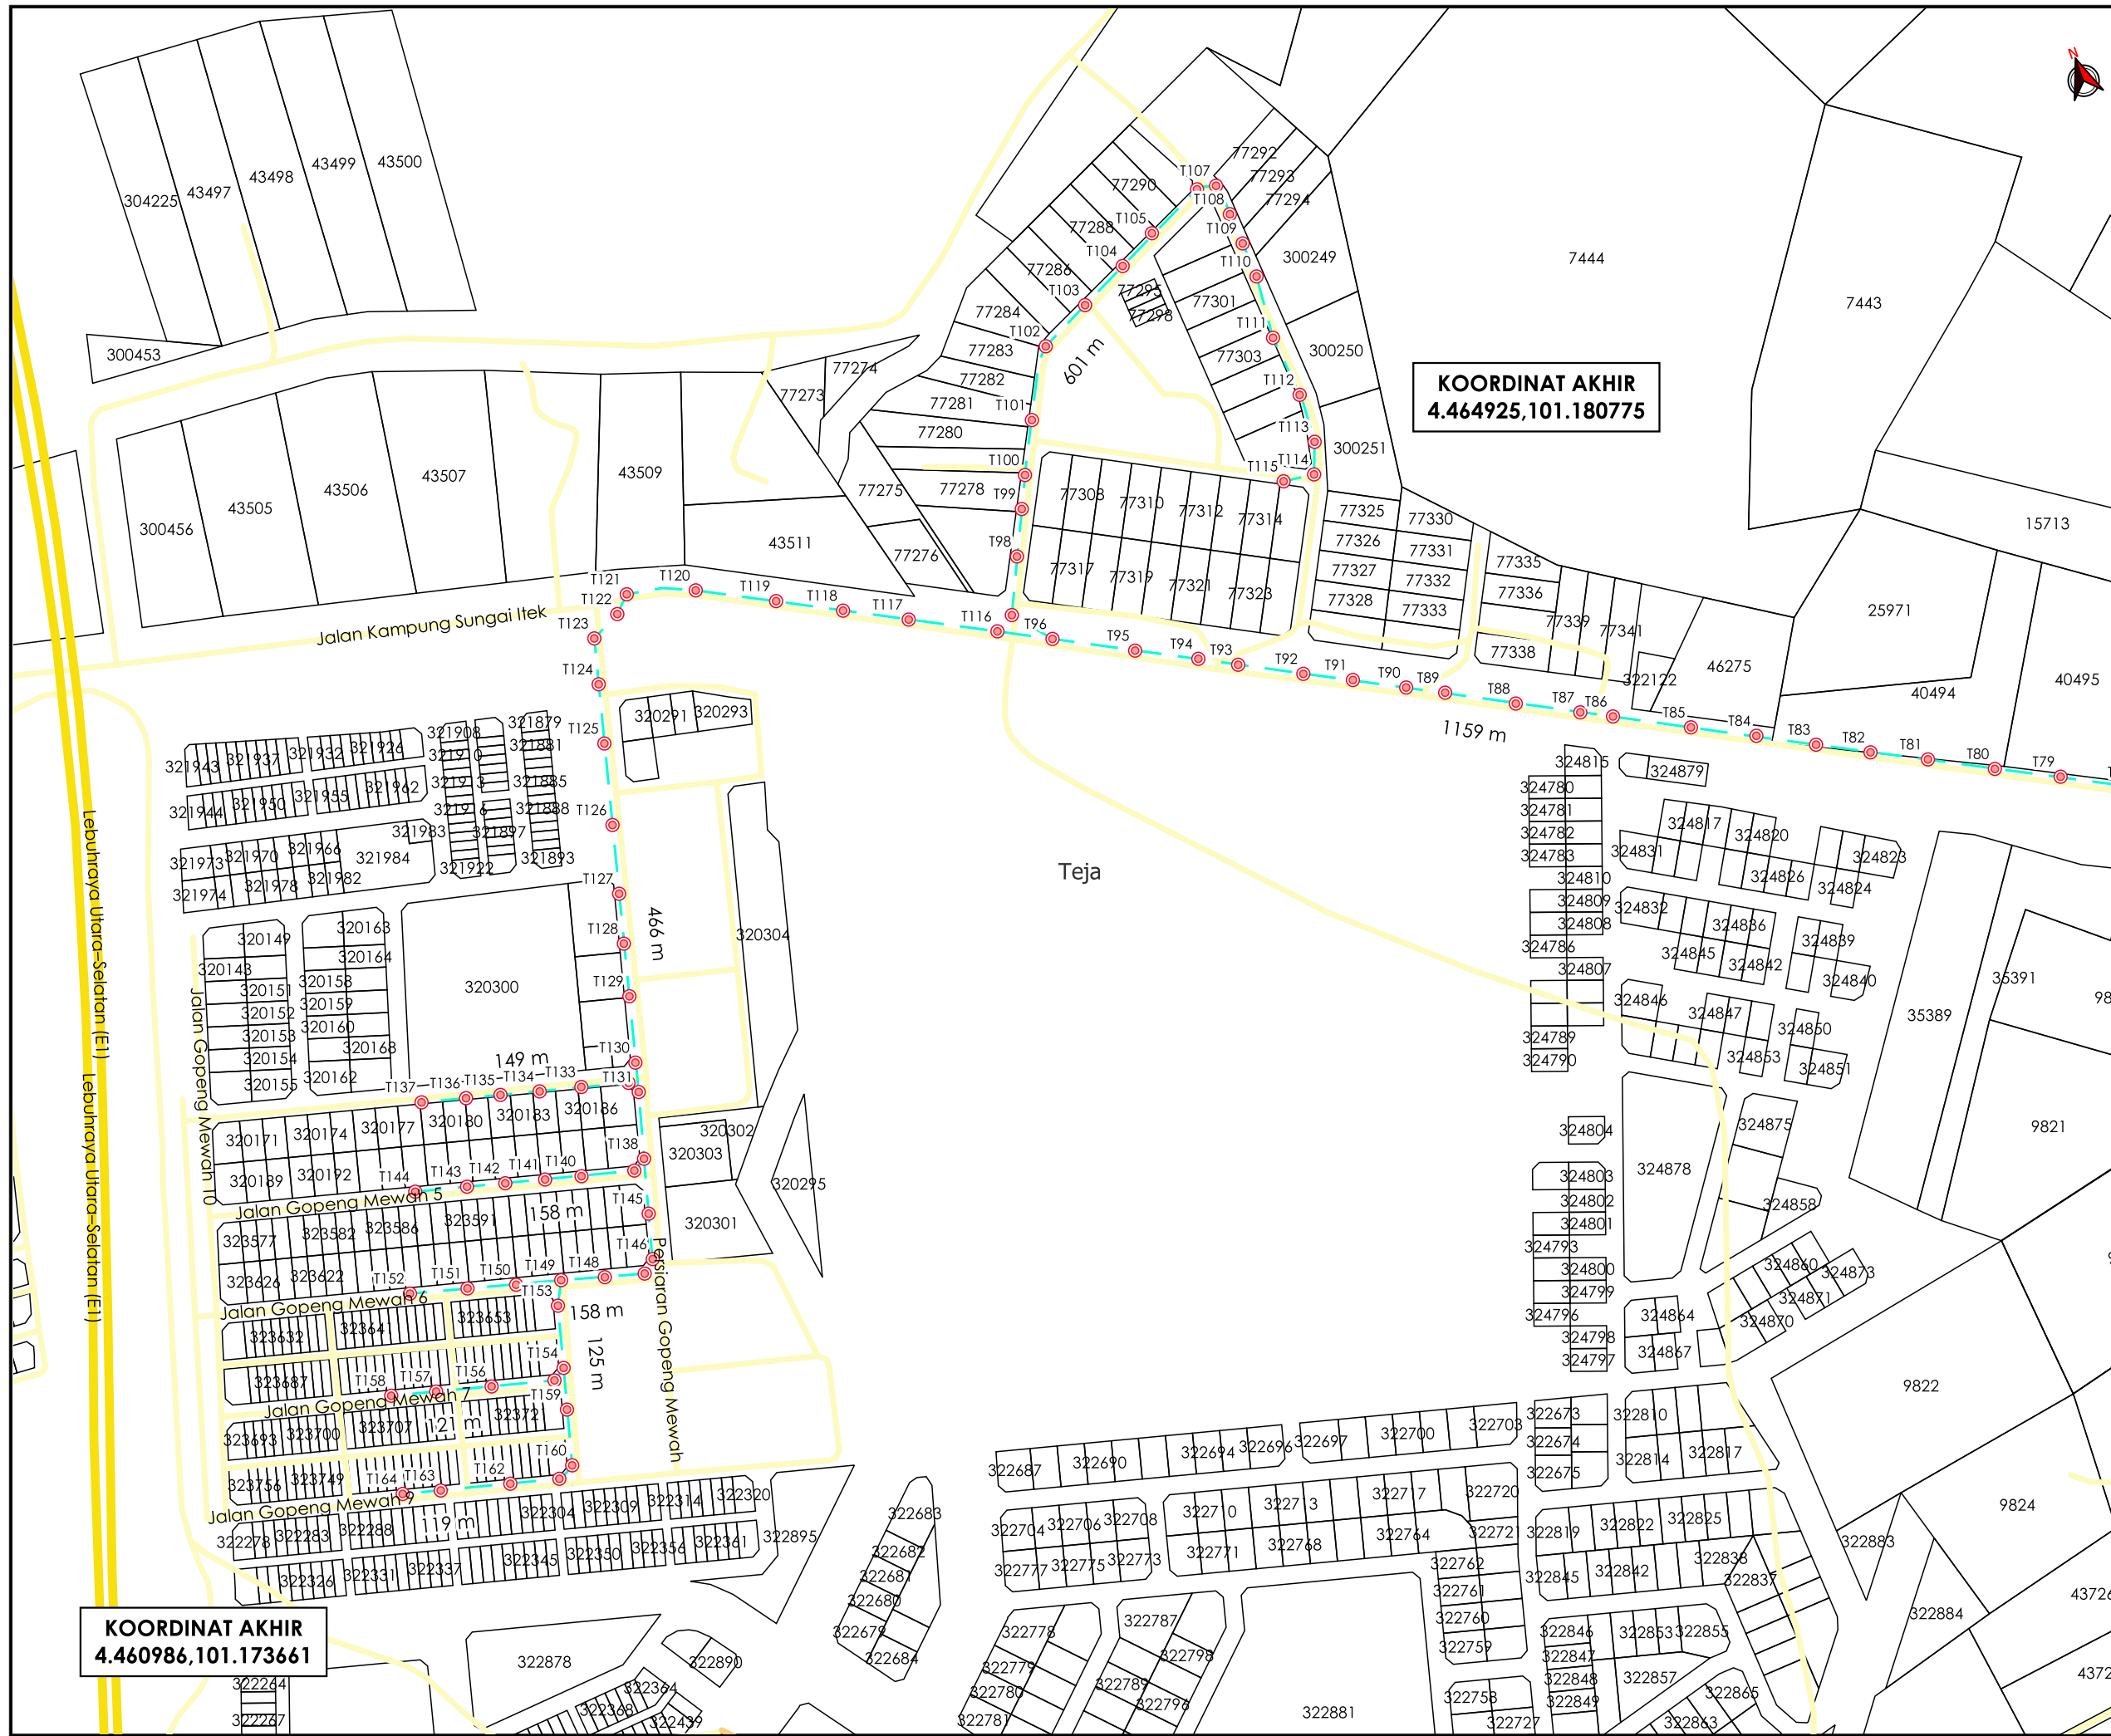 N
43500
43499
43498
43497
304225
300453
77292
T107
77293
77290
T108
77294
T105
77288
T109
T104
300249
7444
T110
77286
77295
T103
77301
7443
77284
77298
T111
T102
77283
300250
601 m
77303
77274
77282
T112
KOORDINAT AKHIR
4.464925,101.180775
77273
77281
T101
77280
T113
300251
T100
T115
T114
43509
43507
77275
77278
43506
77308
77310
77312
77314
77325
77330
43505
T99
15713
300456
77326
77331
43511
T98
77276
77335
77317
77319
77321
77323
77327
77332
T121
T120
77336
T119
77328
77333
T122
T118
T117
T116
25971
T123
T96
77339
77341
Jalan Kampung Sungai Itek
T95
T94
T93
77338
T92
T91
46275
T124
T90
T89
322122
40495
T88
40494
T87
T86
320291
320293
T85
T84
T125
321908
321879
1159 m
T83
T82
T81
T80
T79
321943
321937
321932
321926
321881
324815
324879
321885
324780
321944
321950
321955
321962
T126
321888
324781
324817
321983
321897
324782
324820
321973
321970
321966
321984
324783
324831
324823
321974
321978
321982
321922
321893
Teja
324810
324826
324824
T127
324809
324832
320163
T128
466 m
320304
324808
324836
320149
324786
324845
324839
320164
324842
320143
T129
324807
324840
35391
320151
320158
320300
324846
320152
320159
324847
35389
320153
320160
324850
320154
320168
149 m
T130
324789
324853
320155
320162
324790
324851
Lebuhraya Utara-Selatan (E1)
Jalan Gopeng Mewah 10
T137
T136
T135
T134
T133
T131
320171
320174
320177
320180
320183
320186
320302
324804
324875
9821
T138
320303
320189
320192
T144
T143
T142
T141
T140
324803
324878
320295
324802
324858
Jalan Gopeng Mewah 5
T145
320301
324801
323577
323582
323586
323591
158 m
324793
Lebuhraya Utara-Selatan (E1)
T146
323626
323622
T152
T151
T150
T149
T148
324800
324860
324873
324799
324871
Jalan Gopeng Mewah 6
T153
158 m
324796
324864
324870
323632
323641
323653
324798
324867
Persiaran Gopeng Mewah
125 m
T154
324797
323687
T158
T157
T156
9822
Jalan Gopeng Mewah 7
T159
323693
323700
323707
121 m
322673
322810
322703
322700
322697
322696
322694
322690
322687
T160
322674
322814
322817
323756
323749
T164
T163
T162
322675
Jalan Gopeng Mewah 9
322320
322314
322309
322304
322720
322717
322713
322710
9824
322278
322283
322288
119 m
322895
322683
322704
322706
322708
322721
322819
322822
322825
322764
322883
322361
322356
322350
322345
322337
322331
322326
322682
322777
322775
322773
322771
322768
322762
322845
322842
322838
322681
322837
322761
322680
322787
322884
KOORDINAT AKHIR
4.460986,101.173661
322679
322778
322760
322846
322853
322855
322684
322798
322759
322847
322878
322890
322779
322848
322857
322264
322364
322780
322789
322796
322758
322849
322865
322368
322267
322439
322781
322881
322727
322863